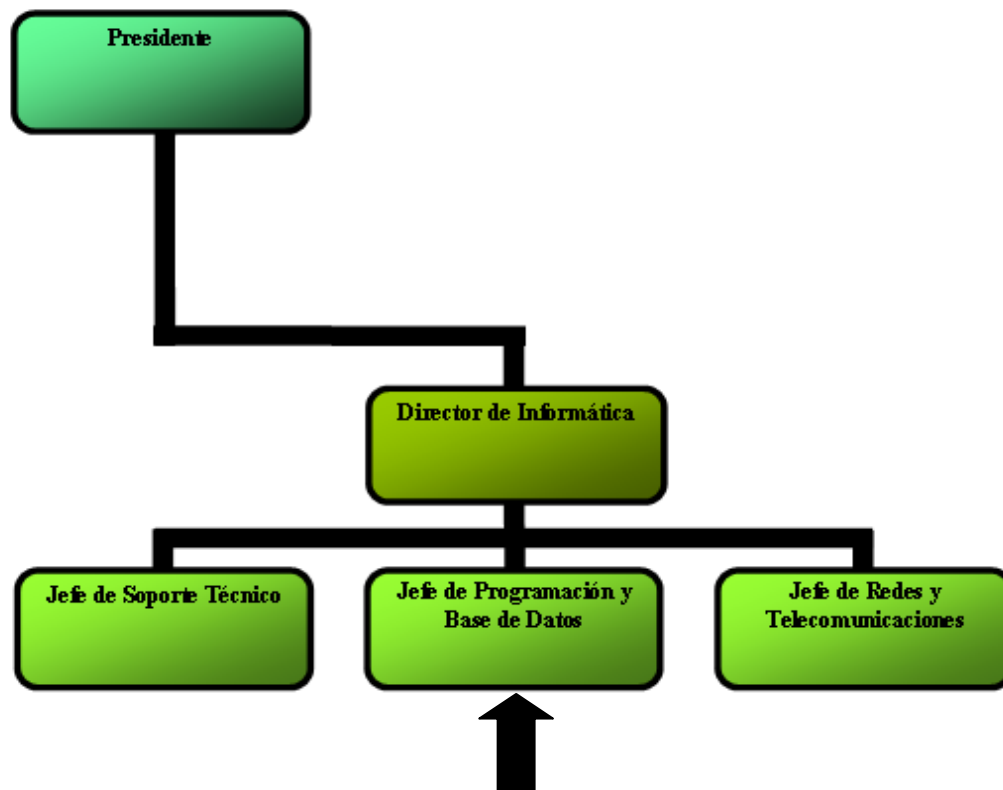 Presidente
Director de Informática
Jefe de Soporte Técnico
Jefe de Programación y
Base de Datos
Jefe de Redes y
Telecomunicaciones